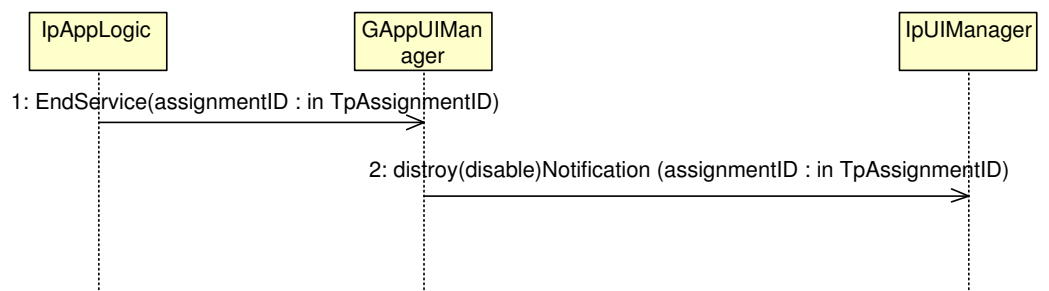 IpAppLogic
GAppUIMan
ager
IpUIManager
1: EndService(assignmentID : in TpAssignmentID)
2: distroy(disable)Notification (assignmentID : in TpAssignmentID)